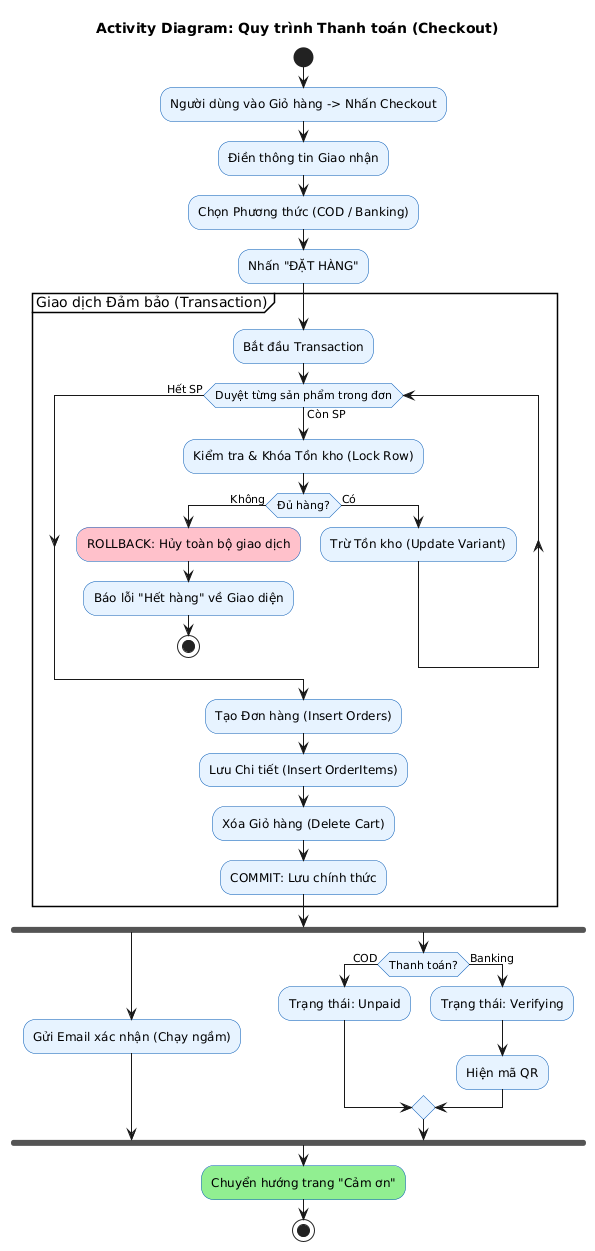 Activity Diagram: Quy trình Thanh toán (Checkout)
Người dùng vào Giỏ hàng -> Nhấn Checkout
Điền thông tin Giao nhận
Chọn Phương thức (COD / Banking)
Nhấn "ĐẶT HÀNG"
Giao dịch Đảm bảo (Transaction)
Bắt đầu Transaction
Hết SP
Duyệt từng sản phẩm trong đơn
Còn SP
Kiểm tra & Khóa Tồn kho (Lock Row)
Không
Đủ hàng?
Có
ROLLBACK: Hủy toàn bộ giao dịch
Trừ Tồn kho (Update Variant)
Báo lỗi "Hết hàng" về Giao diện
Tạo Đơn hàng (Insert Orders)
Lưu Chi tiết (Insert OrderItems)
Xóa Giỏ hàng (Delete Cart)
COMMIT: Lưu chính thức
COD
Thanh toán?
Banking
Trạng thái: Unpaid
Trạng thái: Verifying
Gửi Email xác nhận (Chạy ngầm)
Hiện mã QR
Chuyển hướng trang "Cảm ơn"